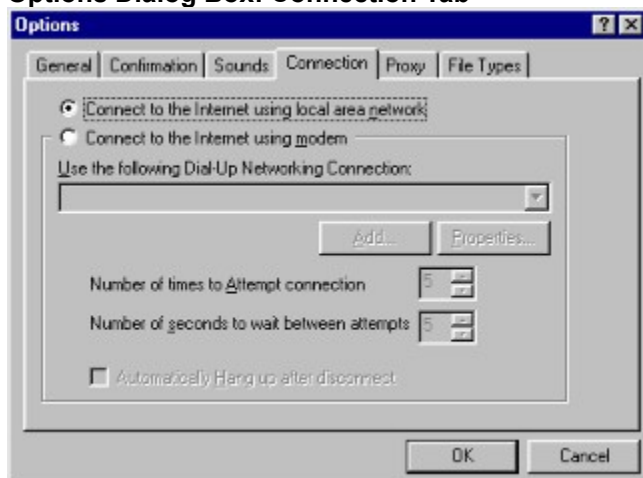 Options Dialog Box: Connection Tab
Options
General Confirmation Sounds Connection Proxy File Types
Connect to the Internet using local area network
Connect to the Internet using modem
Use the following Dial-Up Networking Connection:
Add... Properties...
Number of times to Attempt connection 5
Number of seconds to wait between attempts 5
Automatically Hang up after disconnect
OK Cancel